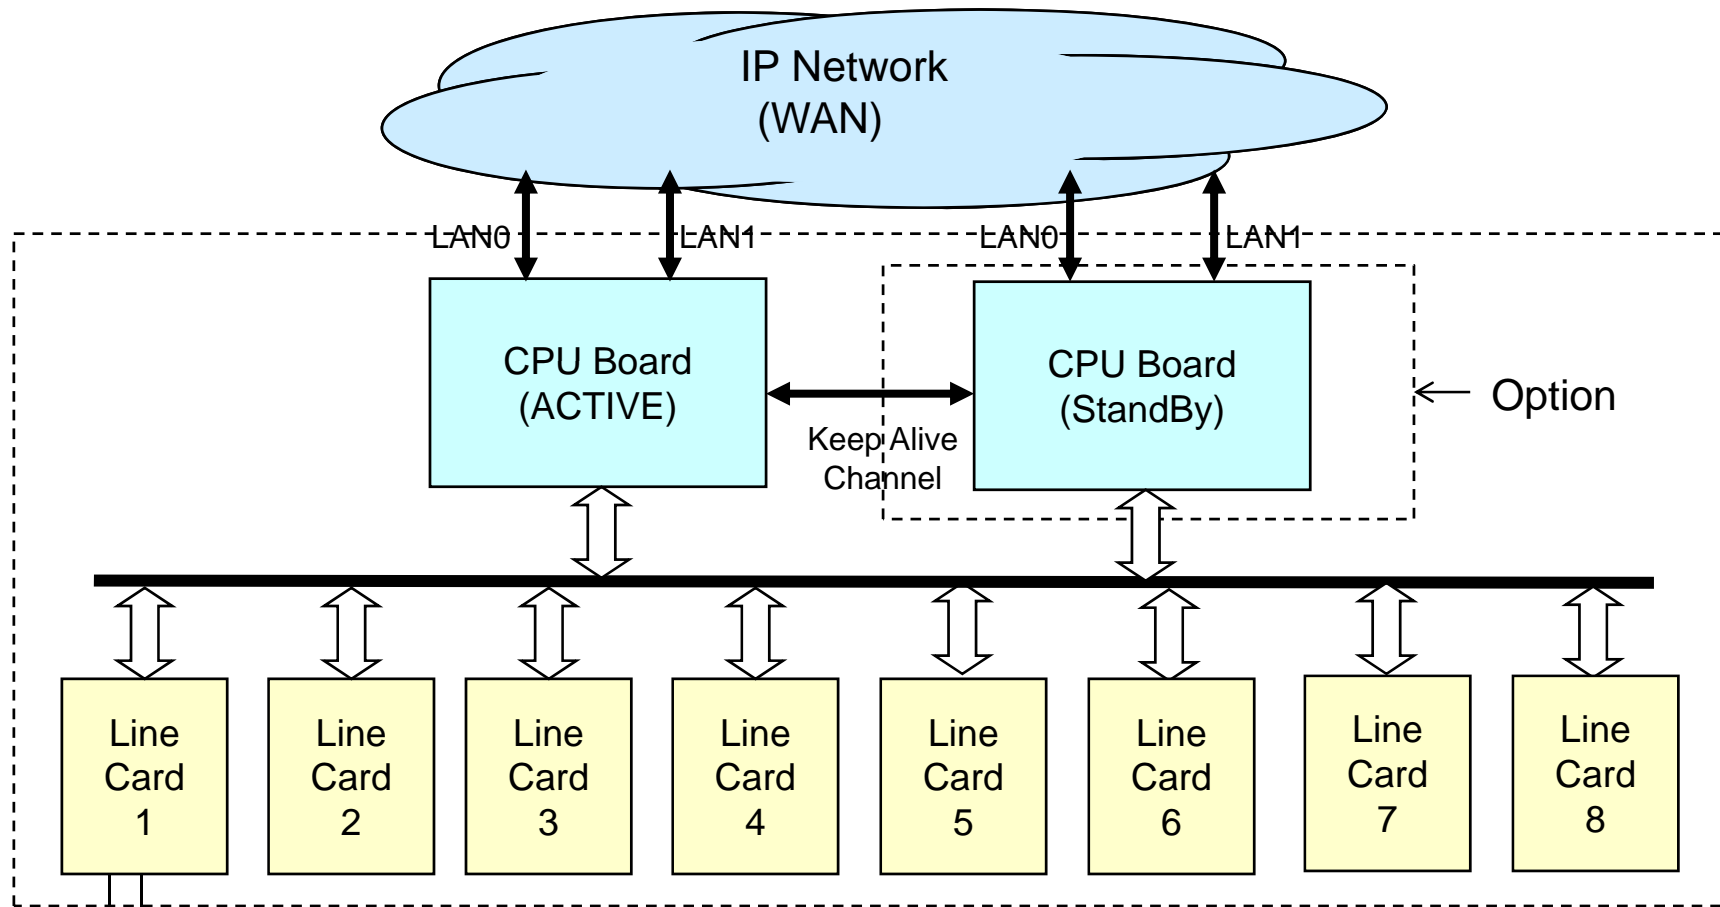 IP Network
(WAN)
LAN0
LAN1
LAN0
LAN1
CPU Board
(ACTIVE)
CPU Board
(StandBy)
Option
Keep Alive
Channel
Line
Card
1
Line
Card
2
Line
Card
3
Line
Card
4
Line
Card
5
Line
Card
6
Line
Card
7
Line
Card
8